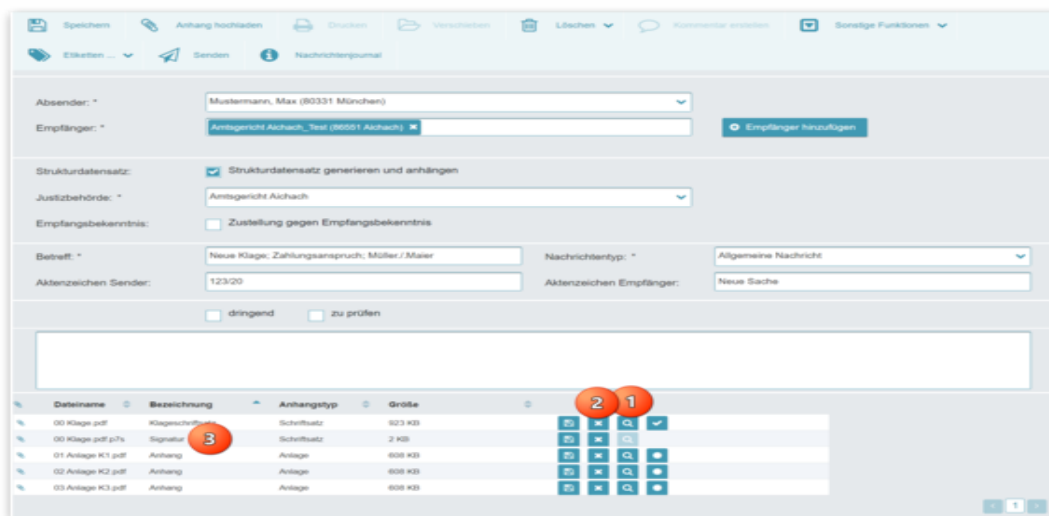 Speichern Anhang hochladen Drucken Verschieben Löschen Kommentar erstellen Sonstige Funktionen
Etiketten ... Senden Nachrichtenjournal
Absender: * Mustermann, Max (80331 München)
Empfänger: * Amtsgericht Aichach_Test (86551 Aichach) Empfänger hinzufügen
Strukturdatensatz: Strukturdatensatz generieren und anhängen
Justizbehörde: * Amtsgericht Aichach
Empfangsbekenntnis: Zustellung gegen Empfangsbekenntnis
Betreff: * Neue Klage; Zahlungsanspruch; Müller./.Maier Nachrichtentyp: * Allgemeine Nachricht
Aktenzeichen Sender: 123/20 Aktenzeichen Empfänger: Neue Sache
dringend zu prüfen
Dateiname Bezeichnung Anhangstyp Größe 2 1
00 Klage.pdf Klageschriftsatz Schriftsatz 923 KB
00 Klage.pdf.p7s Signatur 3 Schriftsatz 2 KB
01 Anlage K1.pdf Anhang Anlage 608 KB
02 Anlage K2.pdf Anhang Anlage 608 KB
03 Anlage K3.pdf Anhang Anlage 608 KB
1